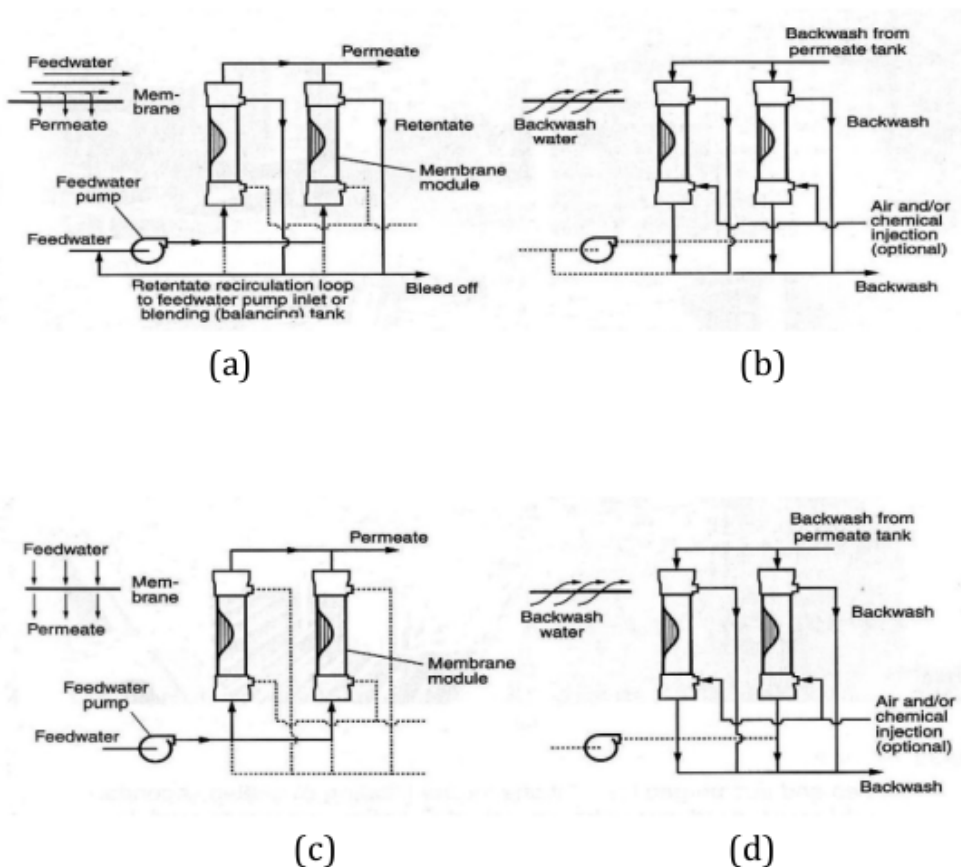 Permeate
Feedwater
Mem-
brane
Permeate
Retentate
Membrane
module
Feedwater
pump
Feedwater
Retentate recirculation loop
to feedwater pump inlet or
blending (balancing) tank
Bleed off
(a)
Backwash from
permeate tank
Backwash
water
Backwash
Air and/or
chemical
injection
(optional)
Backwash
(b)
Permeate
Feedwater
Mem-
brane
Permeate
Membrane
module
Feedwater
pump
Feedwater
(c)
Backwash from
permeate tank
Backwash
water
Backwash
Air and/or
chemical
injection
(optional)
Backwash
(d)